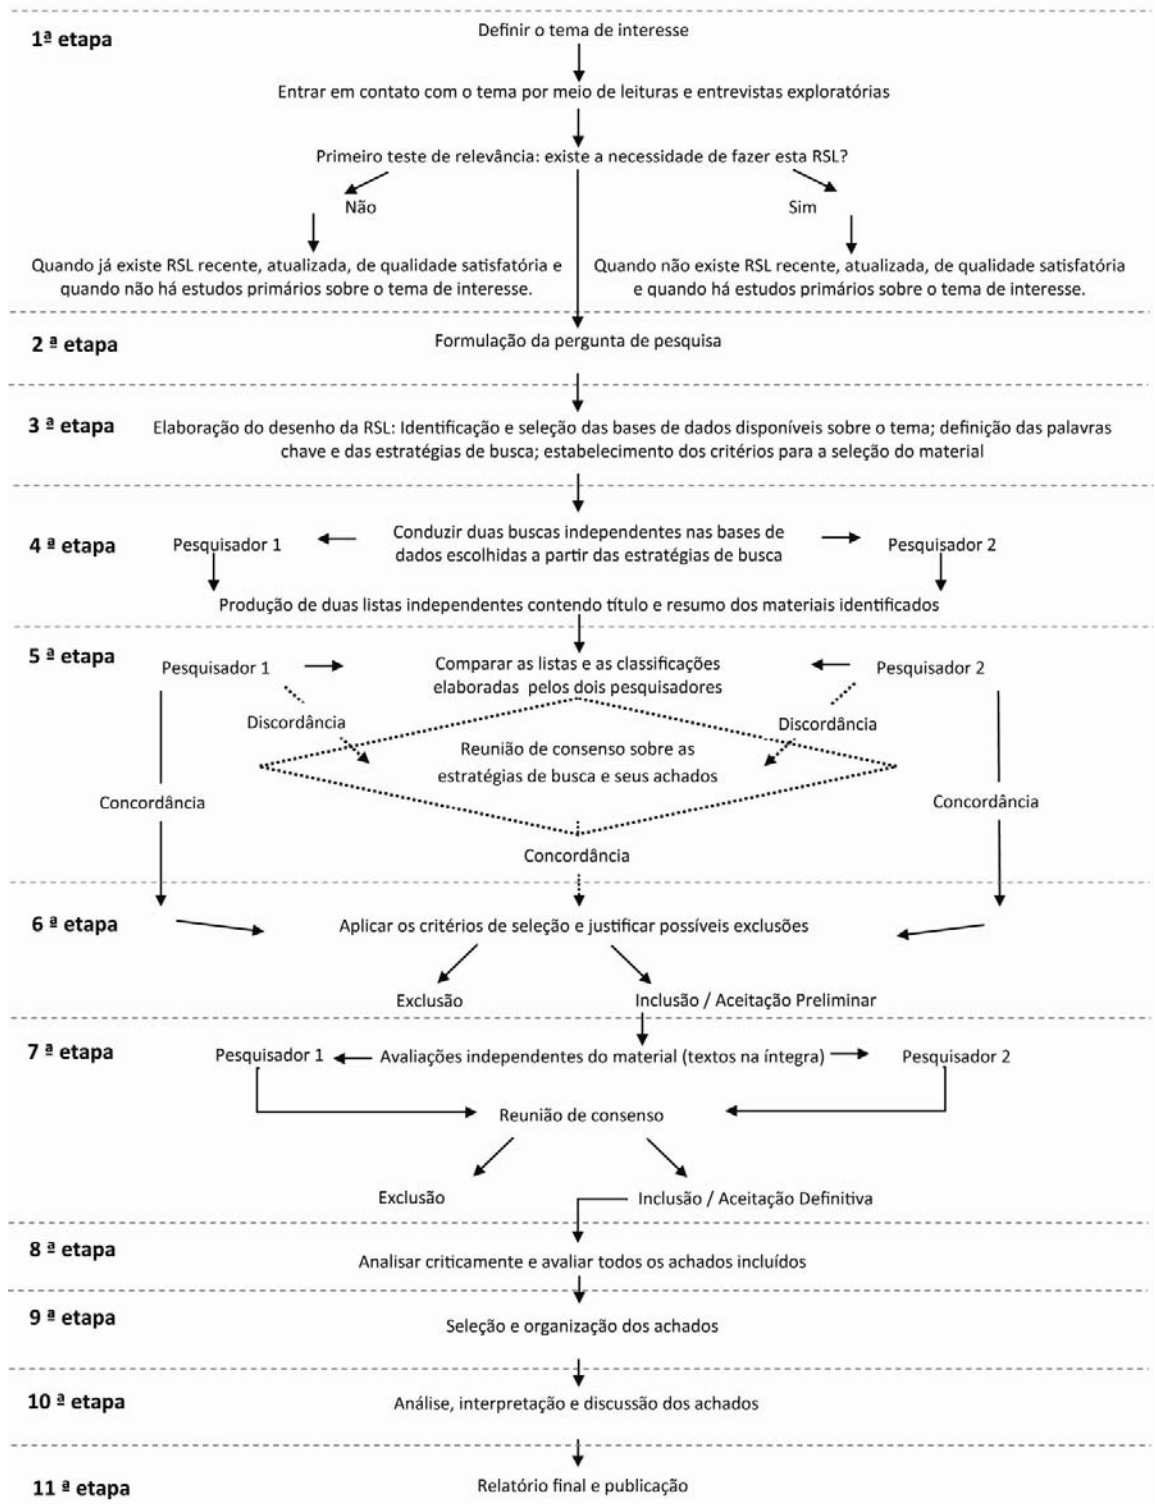 1ª etapa
Definir o tema de interesse
Entrar em contato com o tema por meio de leituras e entrevistas exploratórias
Primeiro teste de relevância: existe a necessidade de fazer esta RSL?
Não
Sim
Quando já existe RSL recente, atualizada, de qualidade satisfatória e
quando não há estudos primários sobre o tema de interesse.
Quando não existe RSL recente, atualizada, de qualidade satisfatória
e quando há estudos primários sobre o tema de interesse.
2 ª etapa
Formulação da pergunta de pesquisa
3 ª etapa
Elaboração do desenho da RSL: Identificação e seleção das bases de dados disponíveis sobre o tema; definição das palavras
chave e das estratégias de busca; estabelecimento dos critérios para a seleção do material
4 ª etapa
Pesquisador 1
Conduzir duas buscas independentes nas bases de
dados escolhidas a partir das estratégias de busca
Pesquisador 2
Produção de duas listas independentes contendo título e resumo dos materiais identificados
5 ª etapa
Pesquisador 1
Comparar as listas e as classificações
elaboradas pelos dois pesquisadores
Pesquisador 2
Discordância
Discordância
Reunião de consenso sobre as
estratégias de busca e seus achados
Concordância
Concordância
Concordância
6 ª etapa
Aplicar os critérios de seleção e justificar possíveis exclusões
Exclusão
Inclusão / Aceitação Preliminar
7 ª etapa
Pesquisador 1
Avaliações independentes do material (textos na íntegra)
Pesquisador 2
Reunião de consenso
Exclusão
Inclusão / Aceitação Definitiva
8 ª etapa
Analisar criticamente e avaliar todos os achados incluídos
9 ª etapa
Seleção e organização dos achados
10 ª etapa
Análise, interpretação e discussão dos achados
11 ª etapa
Relatório final e publicação